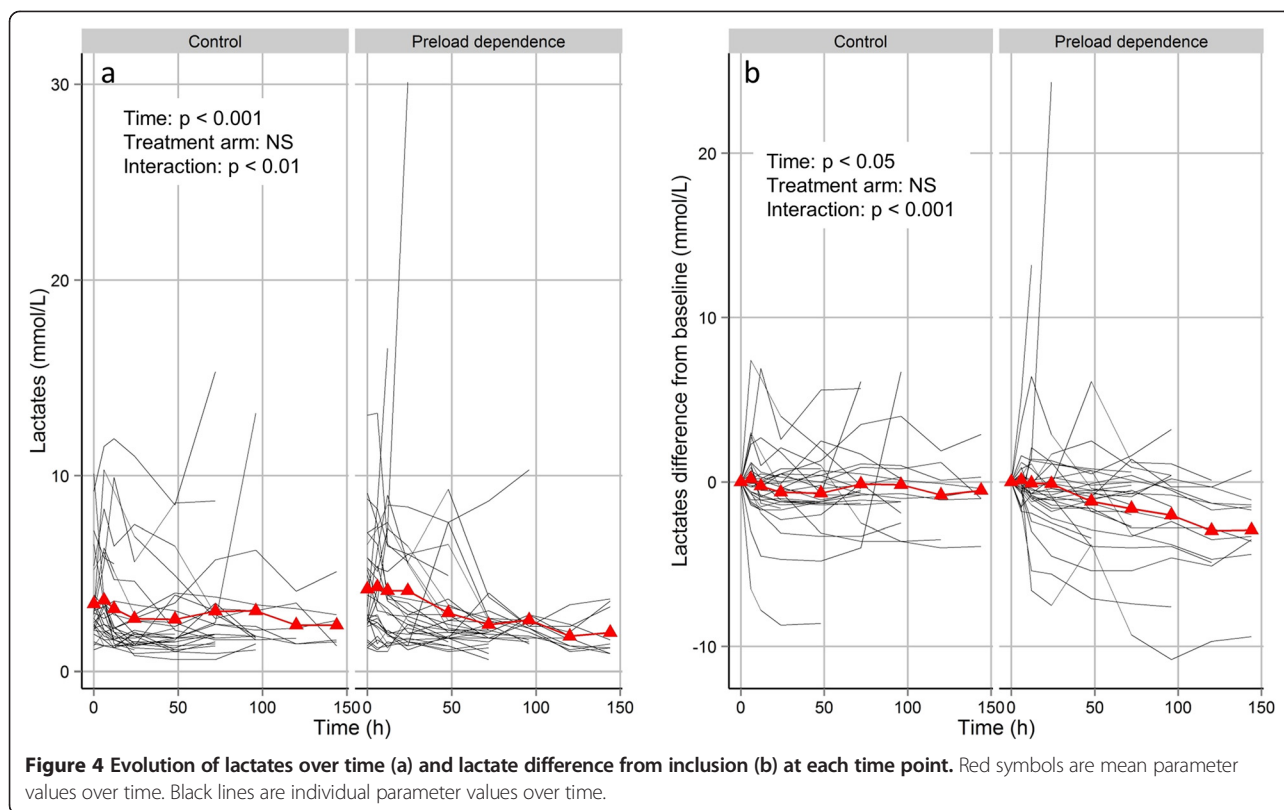 Control
Preload dependence
a
Time: p < 0.001
Treatment arm: NS
Interaction: p < 0.01
Lactates (mmol/L)
30
20
10
0
0 50 100 150 0 50 100 150
Time (h)
Control
Preload dependence
b
Time: p < 0.05
Treatment arm: NS
Interaction: p < 0.001
Lactates difference from baseline (mmol/L)
20
10
0
-10
0 50 100 150 0 50 100 150
Time (h)
Figure 4 Evolution of lactates over time (a) and lactate difference from inclusion (b) at each time point. Red symbols are mean parameter
values over time. Black lines are individual parameter values over time.